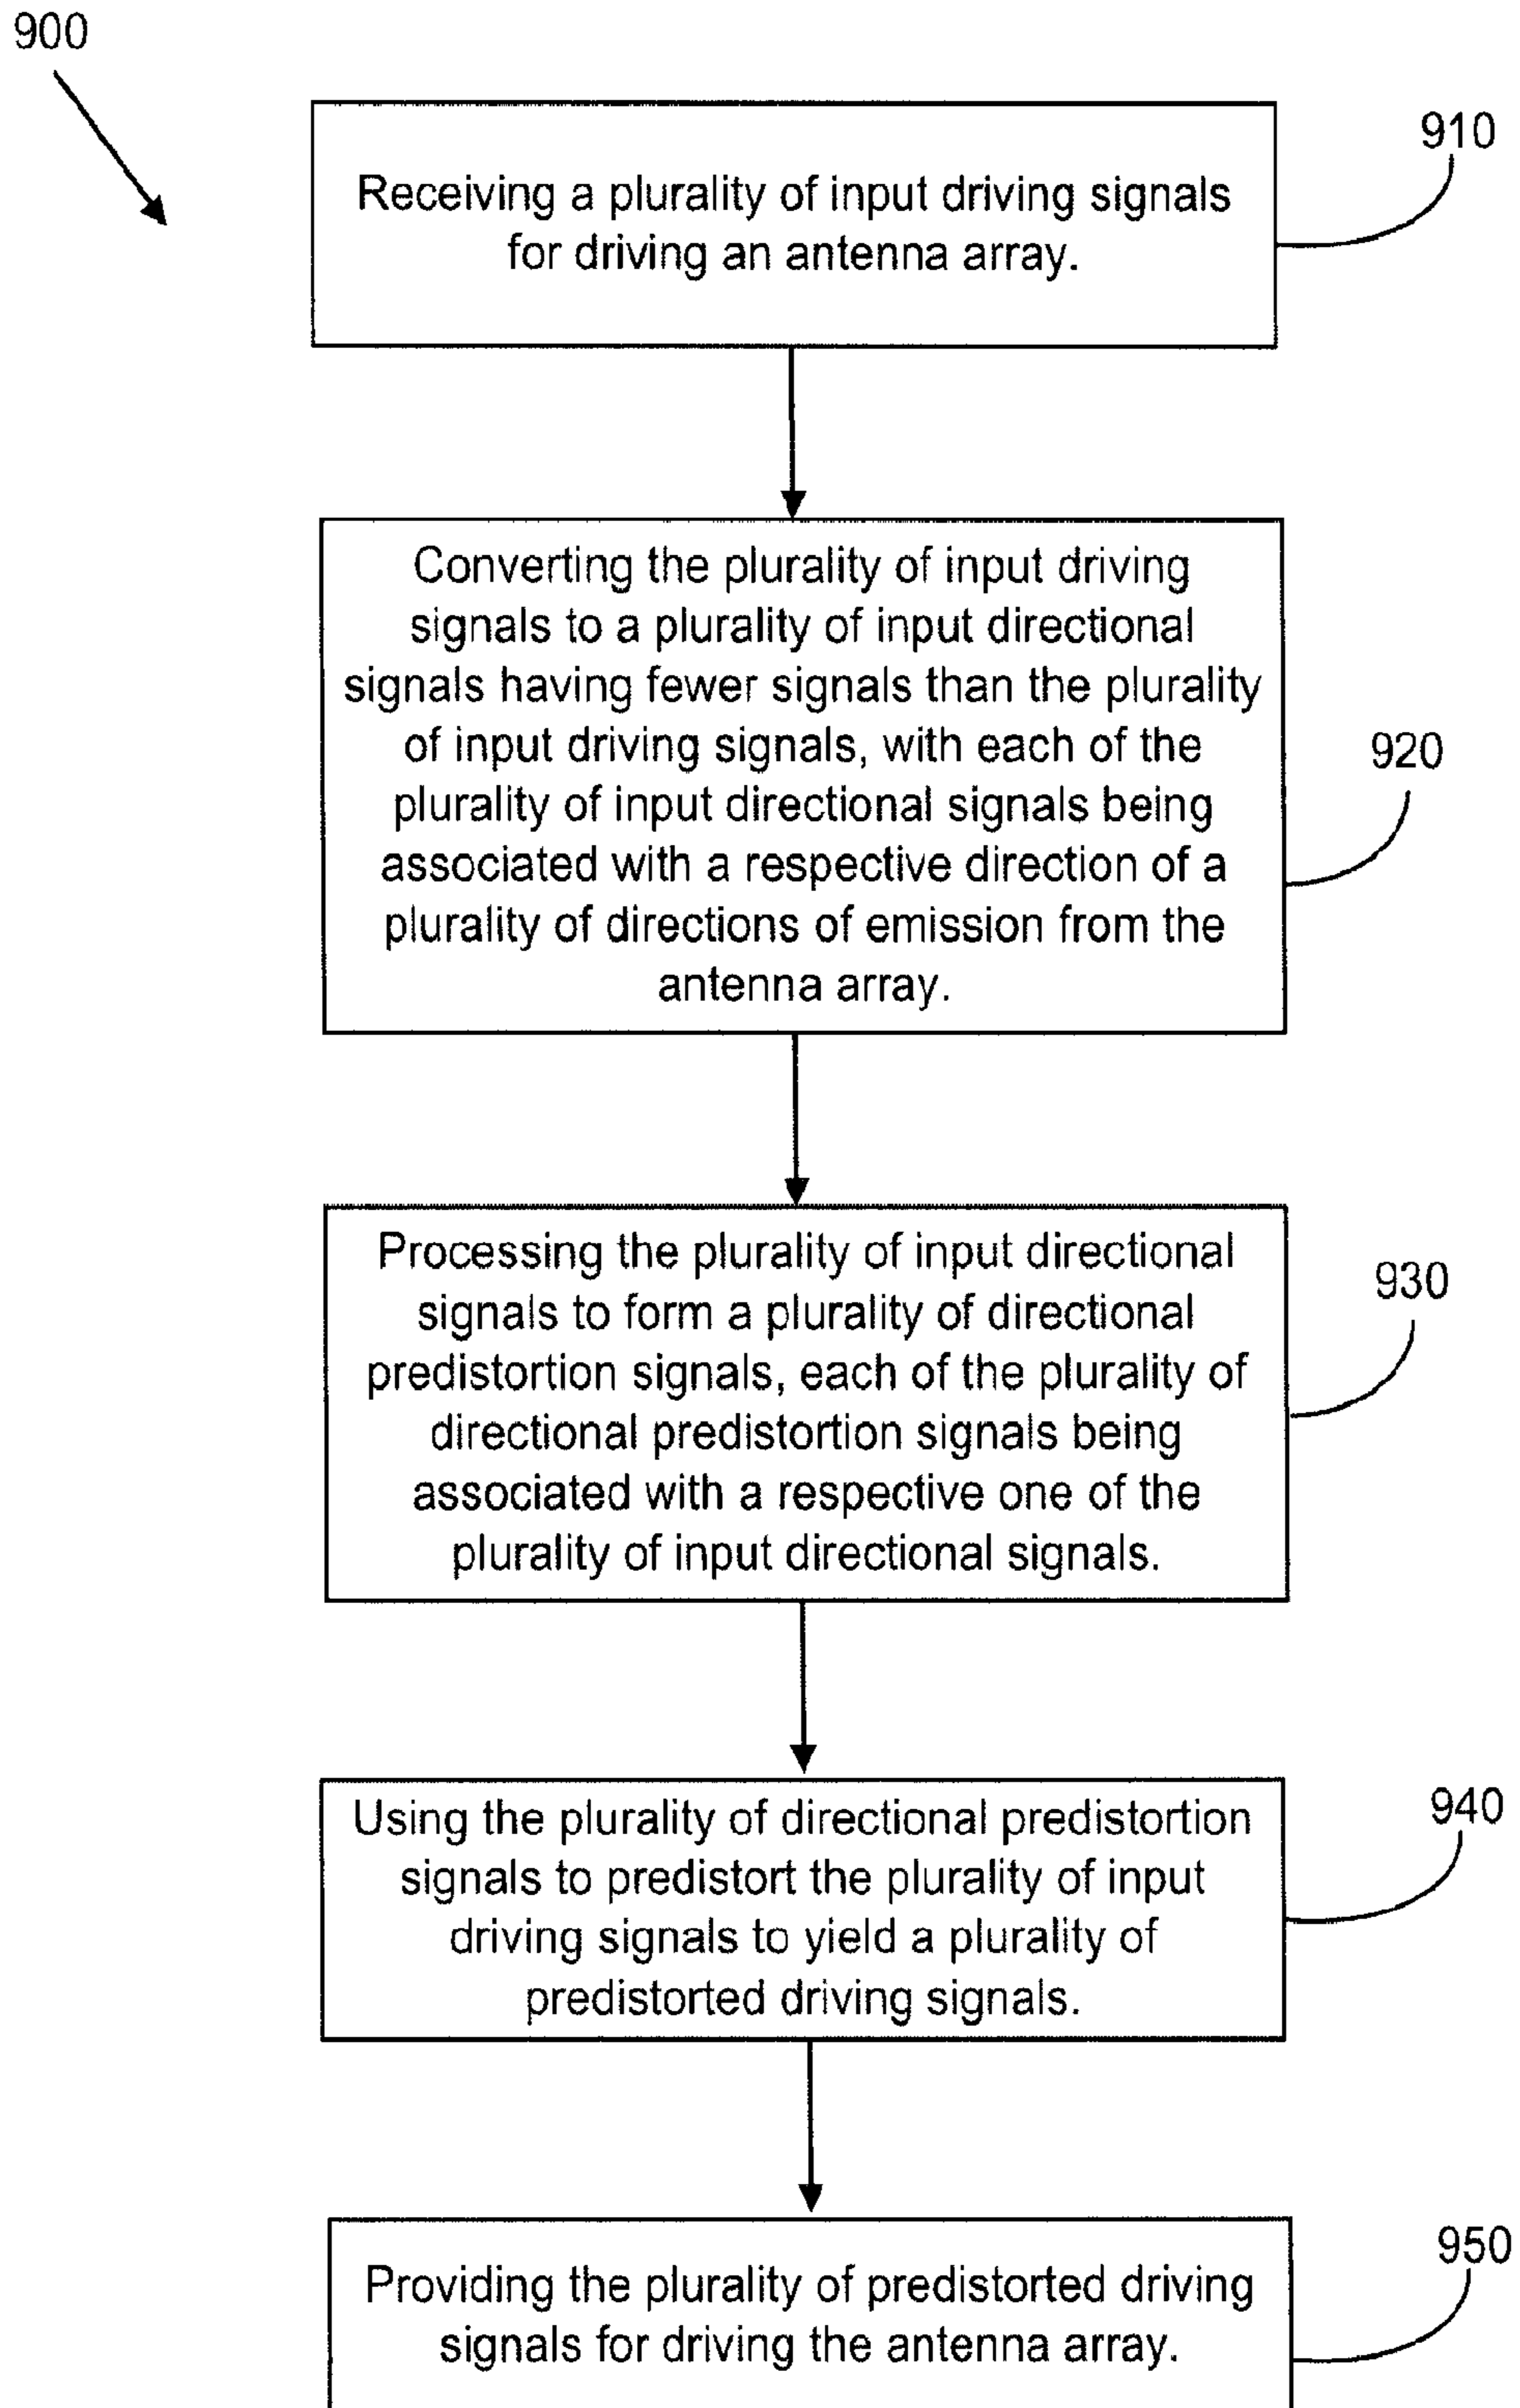 900
910
Receiving a plurality of input driving signals
for driving an antenna array.
Converting the plurality of input driving
signals to a plurality of input directional
signals having fewer signals than the plurality
of input driving signals, with each of the
plurality of input directional signals being
associated with a respective direction of a
plurality of directions of emission from the
antenna array.
920
Processing the plurality of input directional
signals to form a plurality of directional
predistortion signals, each of the plurality of
directional predistortion signals being
associated with a respective one of the
plurality of input directional signals.
930
Using the plurality of directional predistortion
signals to predistort the plurality of input
driving signals to yield a plurality of
predistorted driving signals.
940
Providing the plurality of predistorted driving
signals for driving the antenna array.
950